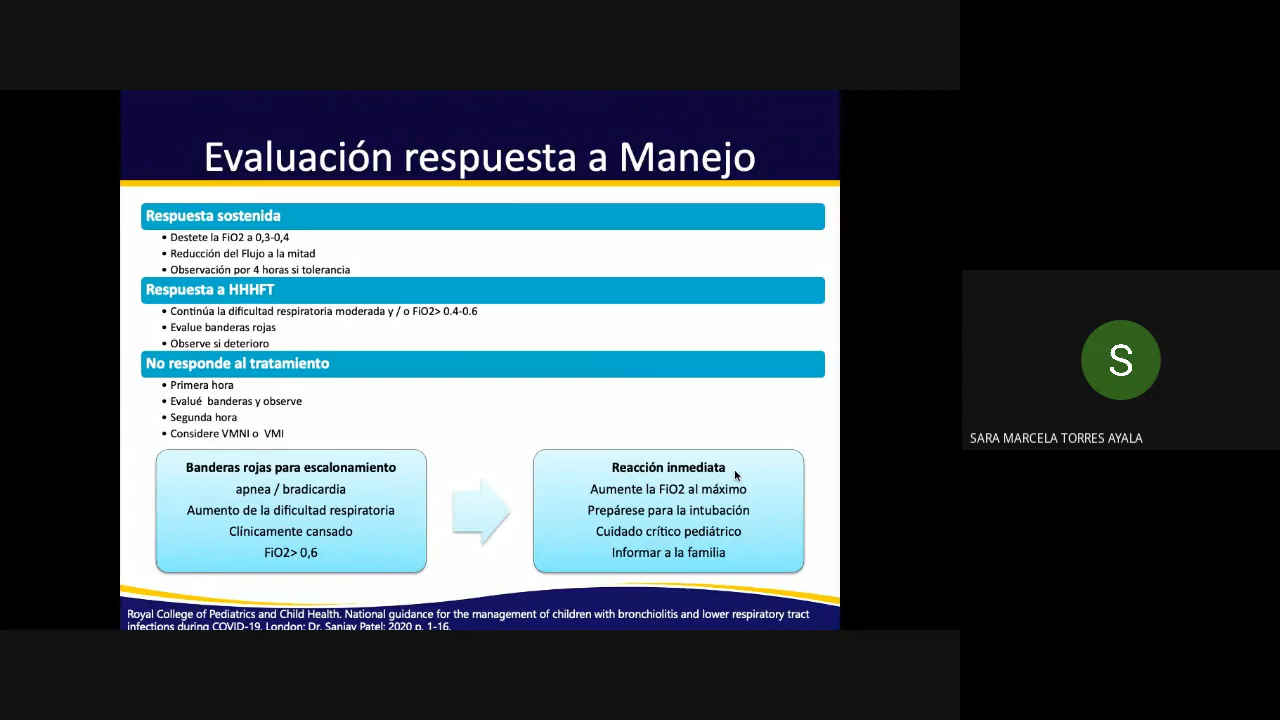 Evaluación respuesta a Manejo
Respuesta sostenida
• Destete la FiO2 a 0,3-0,4
• Reducción del Flujo a la mitad
• Observación por 4 horas si tolerancia
Respuesta a HHHFT
• Continúa la dificultad respiratoria moderada y / o FiO2> 0.4-0.6
• Evalue banderas rojas
• Observe si deterioro
No responde al tratamiento
• Primera hora
• Evalué banderas y observe
• Segunda hora
• Considere VMNI o VMI
Banderas rojas para escalonamiento
apnea / bradicardia
Aumento de la dificultad respiratoria
Clínicamente cansado
FiO2> 0,6
Reacción inmediata
Aumente la FiO2 al máximo
Prepárese para la intubación
Cuidado crítico pediátrico
Informar a la familia
Royal College of Pediatrics and Child Health. National guidance for the management of children with bronchiolitis and lower respiratory tract
infections during COVID-19. London: Dr. Sanjay Patel; 2020 p. 1-16.
S
SARA MARCELA TORRES AYALA